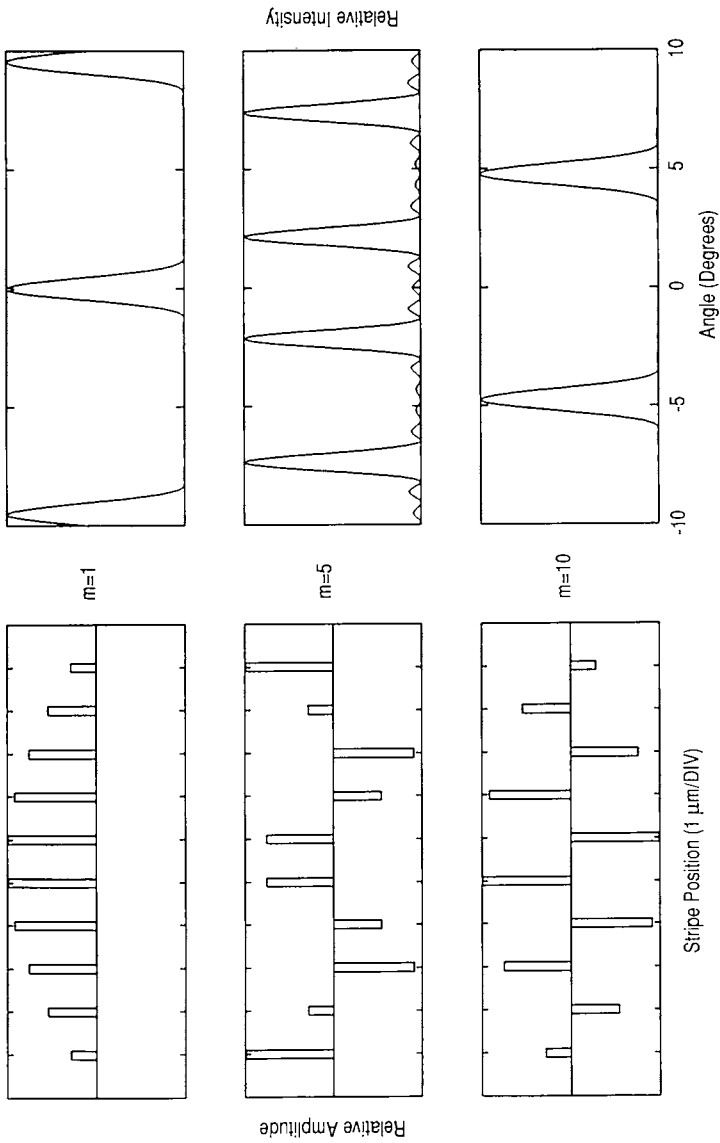 Relative Intensity
10
5
0
-5
-10
Angle (Degrees)
m=1
m=5
m=10
Stripe Position (1 µm/DIV)
Relative Amplitude